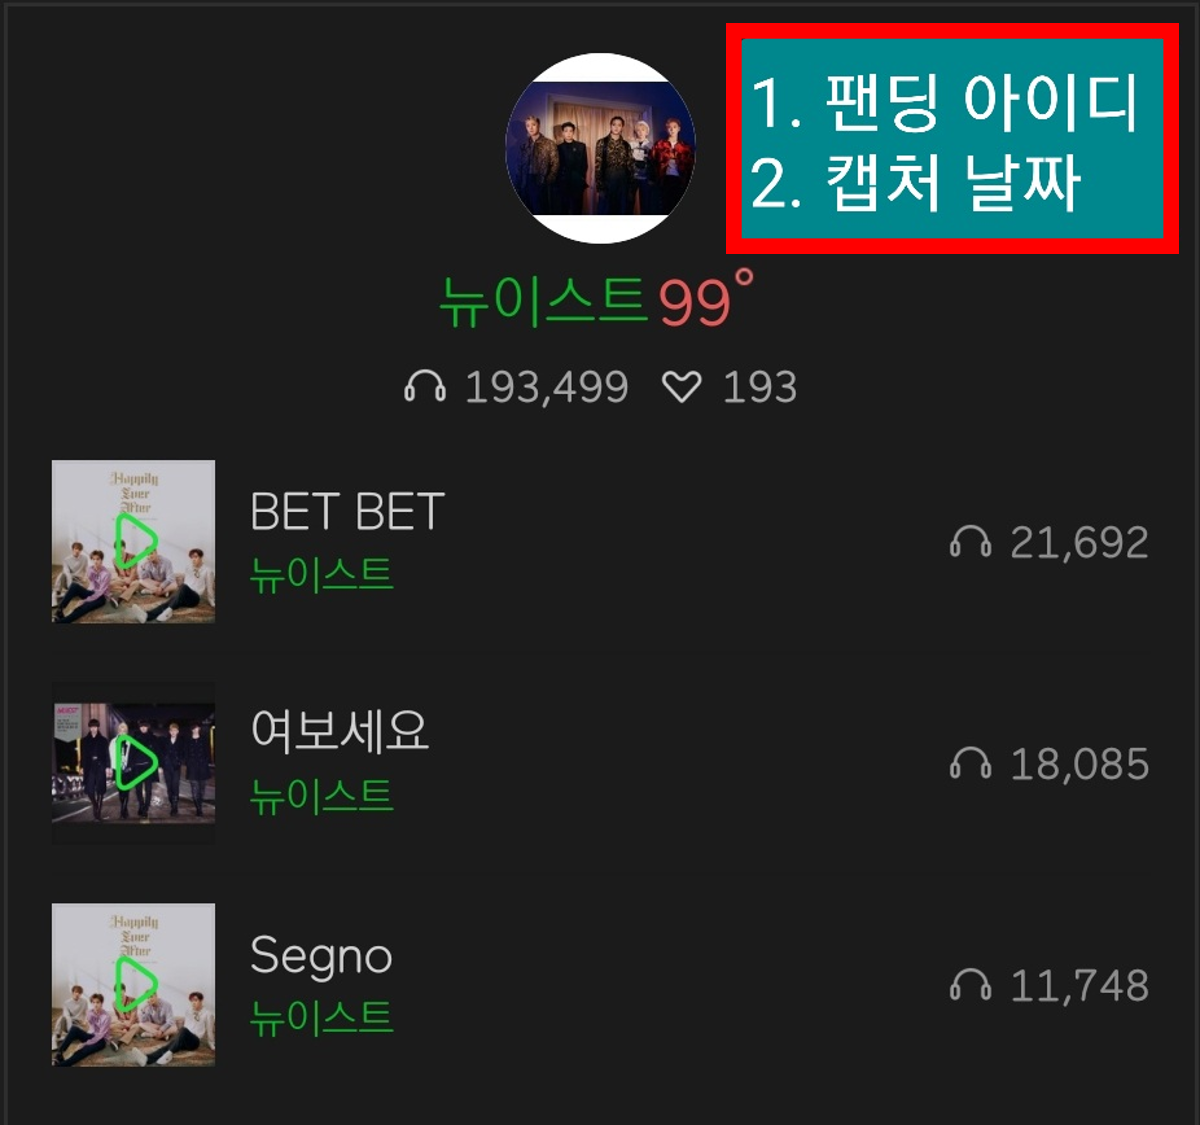 1. 팬딩 아이디
2. 캡처 날짜
뉴이스트 99°
193,499 193
Happily
Ever
After
BET BET
뉴이스트
21,692
여보세요
뉴이스트
18,085
Happily
Ever
After
Segno
뉴이스트
11,748